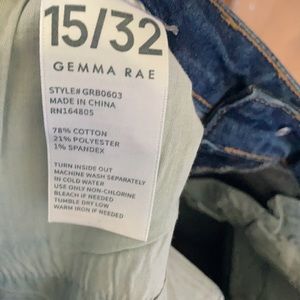 15/32
GEMMA RAE
STYLE# GRB0603
MADE IN CHINA
RN164805
78% COTTON
21% POLYESTER
1% SPANDEX
TURN INSIDE OUT
MACHINE WASH SEPARATELY
IN COLD WATER
USE ONLY NON-CHLORINE
BLEACH IF NEEDED
TUMBLE DRY LOW
WARM IRON IF NEEDED